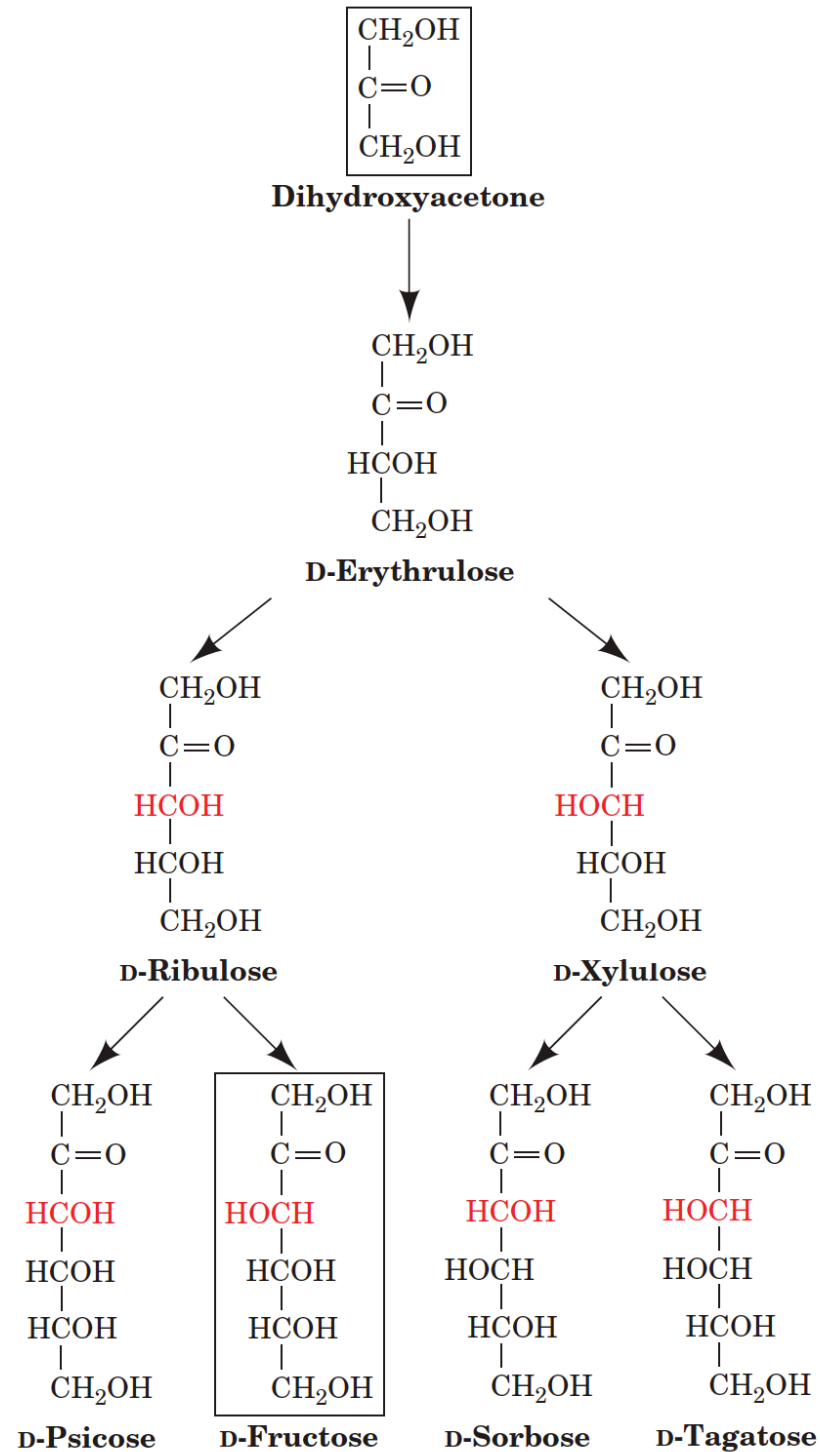 CH₂OH
C=O
CH₂OH
Dihydroxyacetone
CH₂OH
C=O
HCOH
CH₂OH
D-Erythrulose
CH₂OH
C=O
HCOH
HCOH
CH₂OH
D-Ribulose
CH₂OH
C=O
HOCH
HCOH
CH₂OH
D-Xylulose
CH₂OH
C=O
HCOH
HCOH
HCOH
CH₂OH
D-Psicose
CH₂OH
C=O
HOCH
HCOH
HCOH
CH₂OH
D-Fructose
CH₂OH
C=O
HCOH
HOCH
HCOH
CH₂OH
D-Sorbose
CH₂OH
C=O
HOCH
HOCH
HCOH
CH₂OH
D-Tagatose